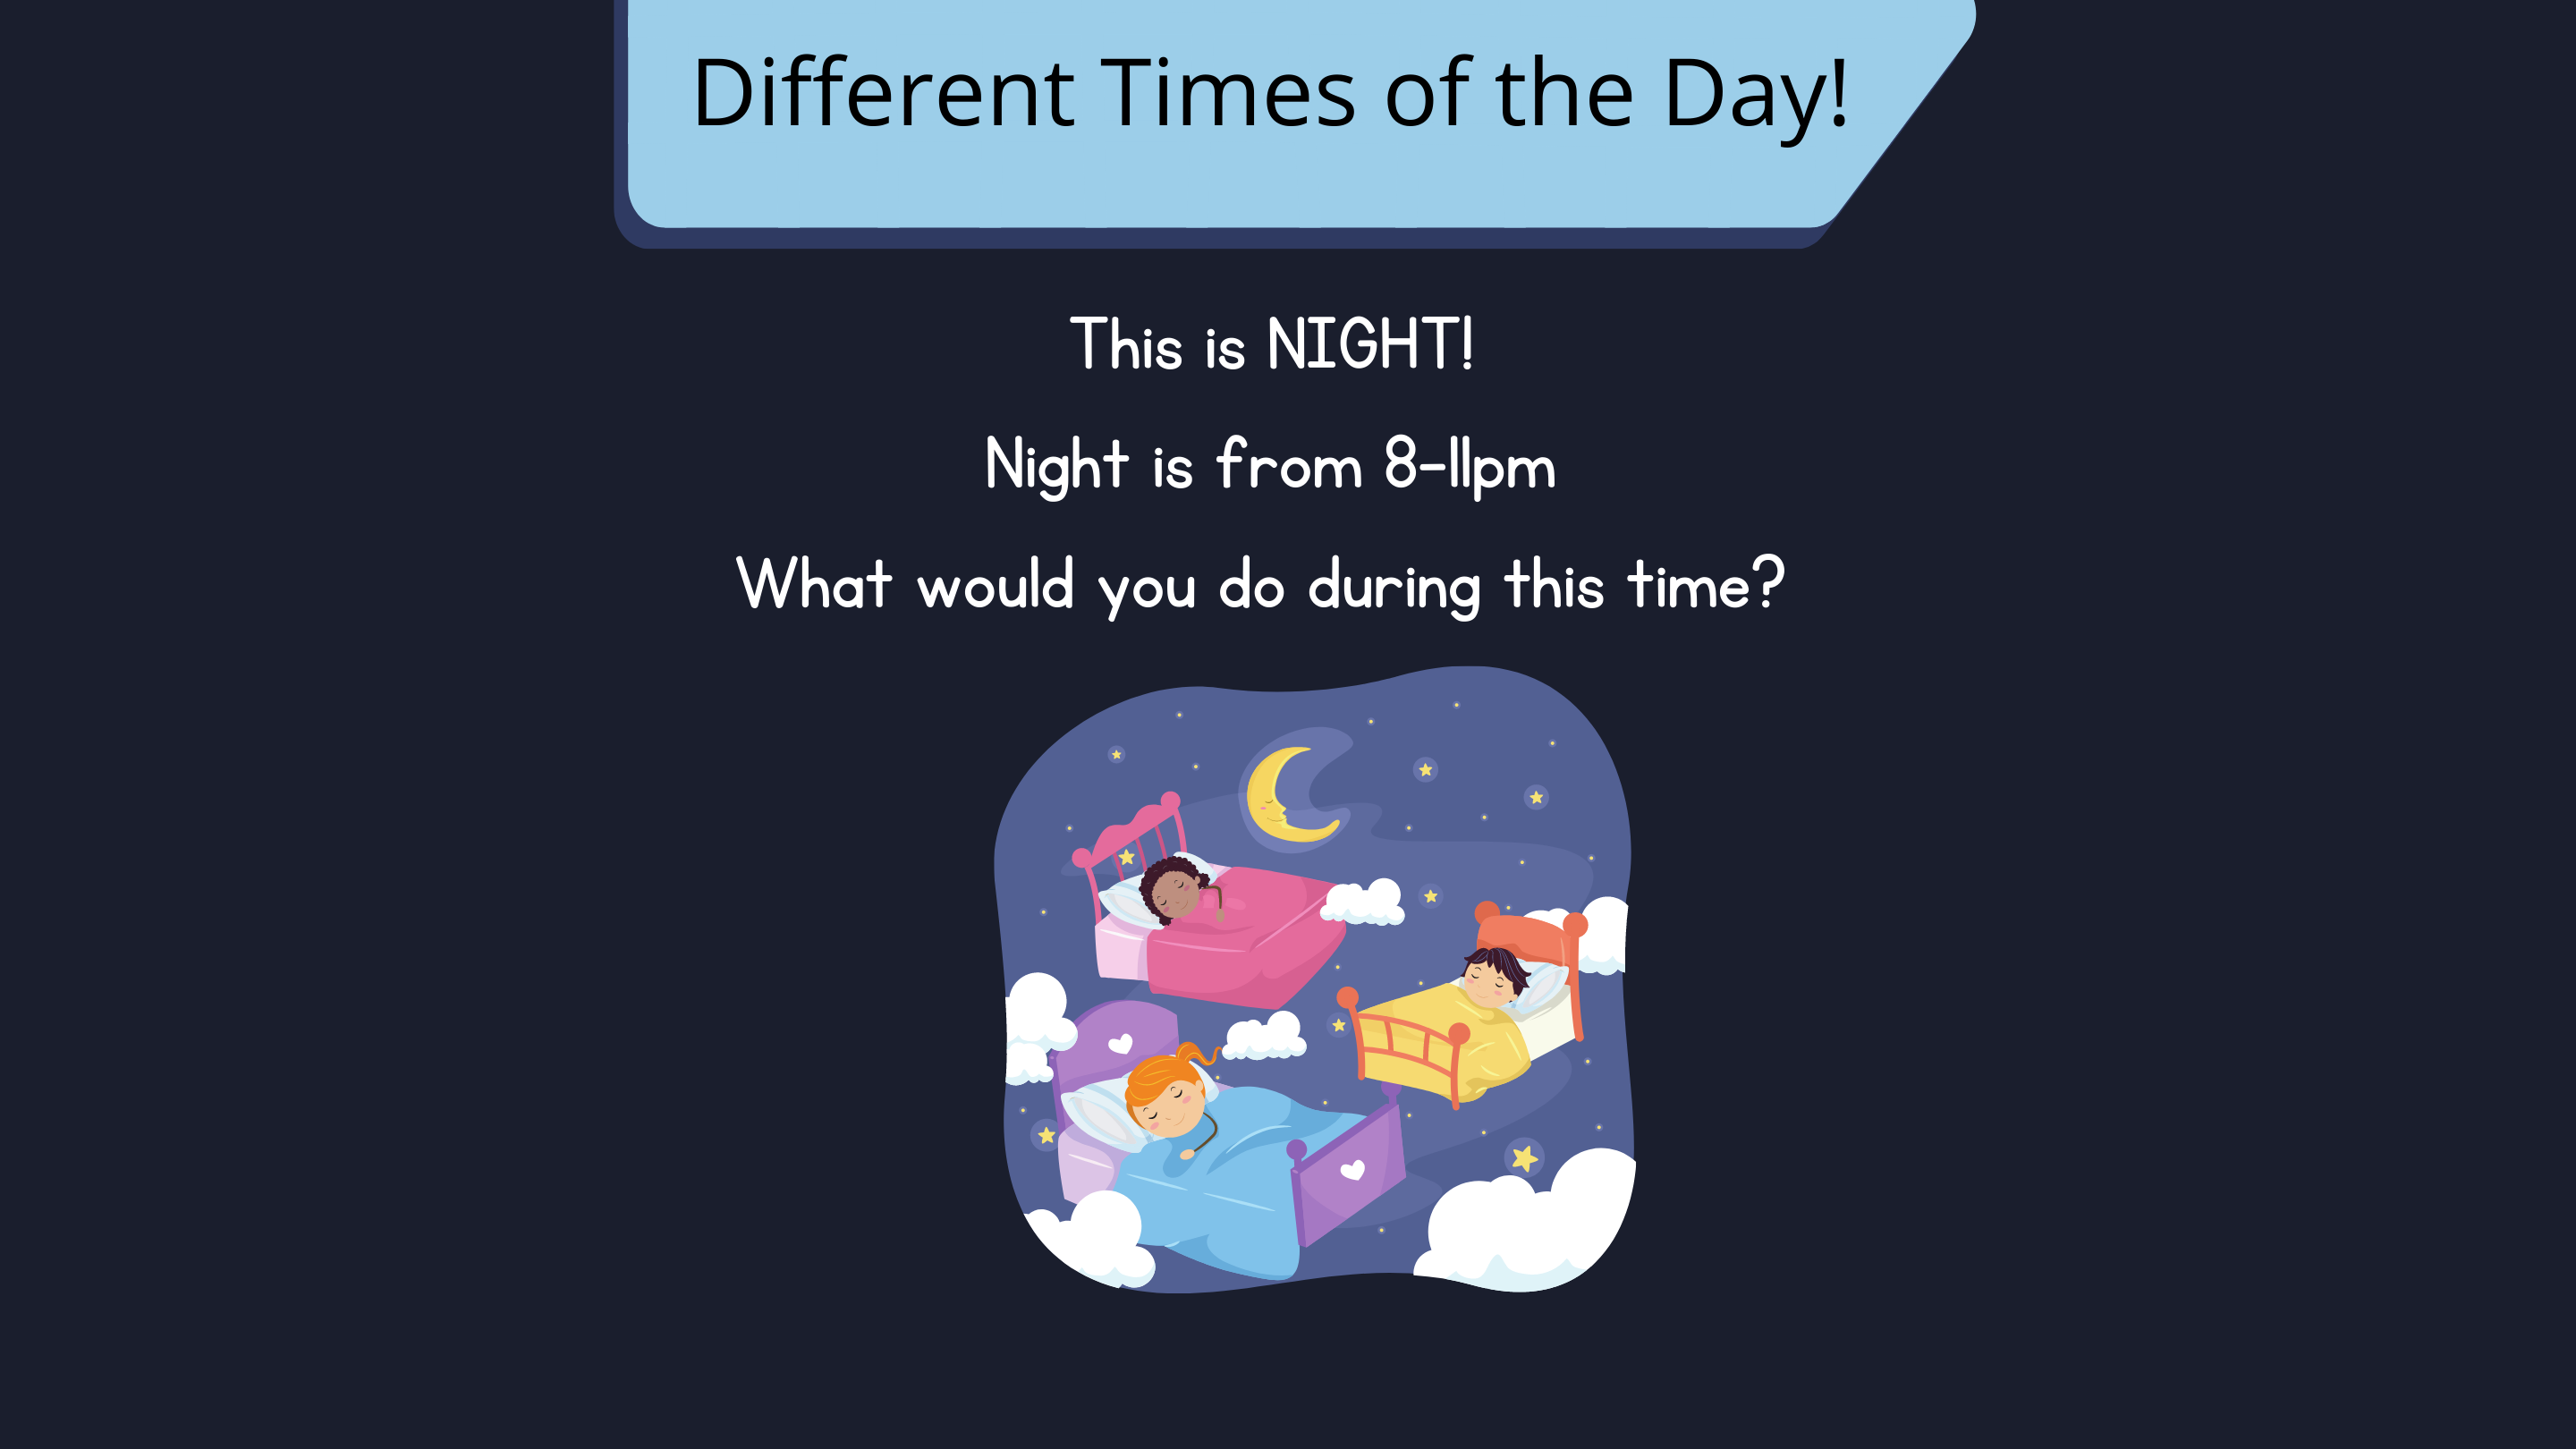 Different Times of the Day!
This is NIGHT!
Night is from 8-11pm
What would you do during this time?